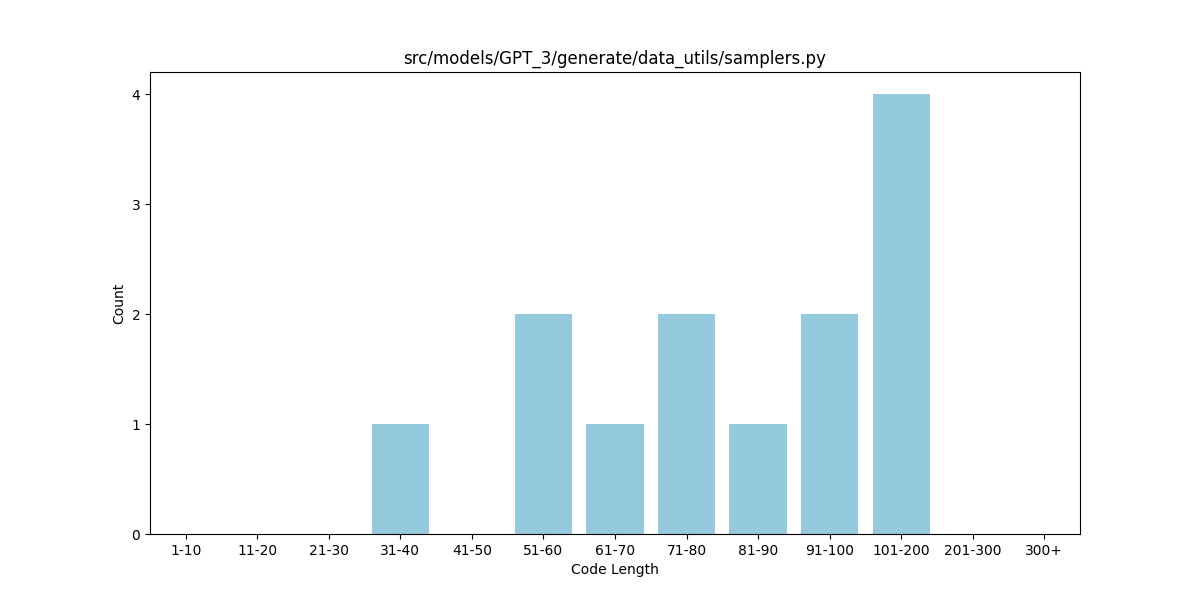 src/models/GPT_3/generate/data_utils/samplers.py
4
3
2
1
0
Count
1-10 11-20 21-30 31-40 41-50 51-60 61-70 71-80 81-90 91-100 101-200 201-300 300+
Code Length